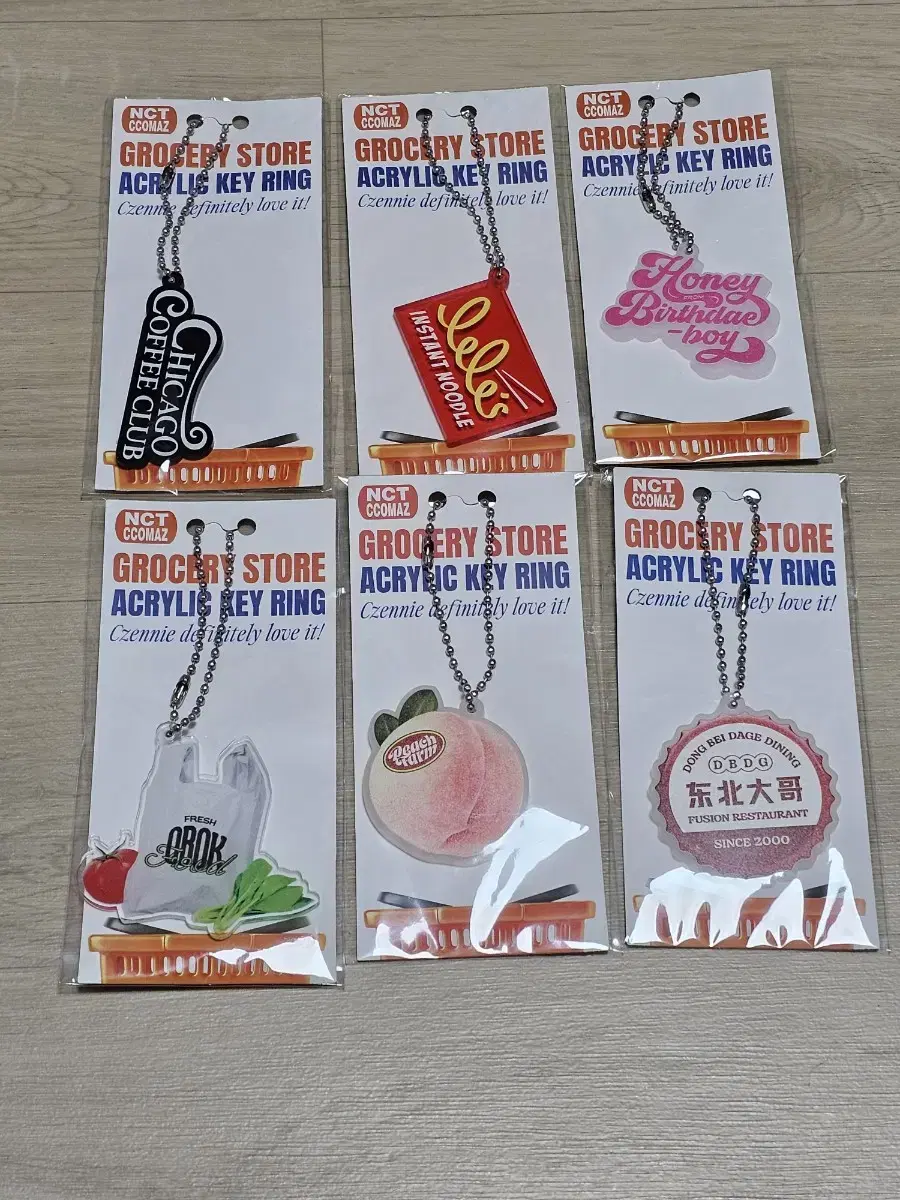 NCT
CCOMAZ
GROCERY STORE
ACRYLIC KEY RING
Czennie definitely love it!
CHICAGO
COFFEE CLUB
NCT
CCOMAZ
GROCERY STORE
ACRYLIC KEY RING
Czennie definitely love it!
Lele's
INSTANT NOODLE
NCT
CCOMAZ
GROCERY STORE
ACRYLIC KEY RING
Czennie definitely love it!
Honey
FROM
Birthdae
-boy
NCT
CCOMAZ
GROCERY STORE
ACRYLIC KEY RING
Czennie definitely love it!
FRESH
food
NCT
CCOMAZ
GROCERY STORE
ACRYLIC KEY RING
Czennie definitely love it!
Peach
Farm
NCT
CCOMAZ
GROCERY STORE
ACRYLIC KEY RING
Czennie definitely love it!
DONG BEI DAGE DINING
DBDG
东北大哥
FUSION RESTAURANT
SINCE 2000